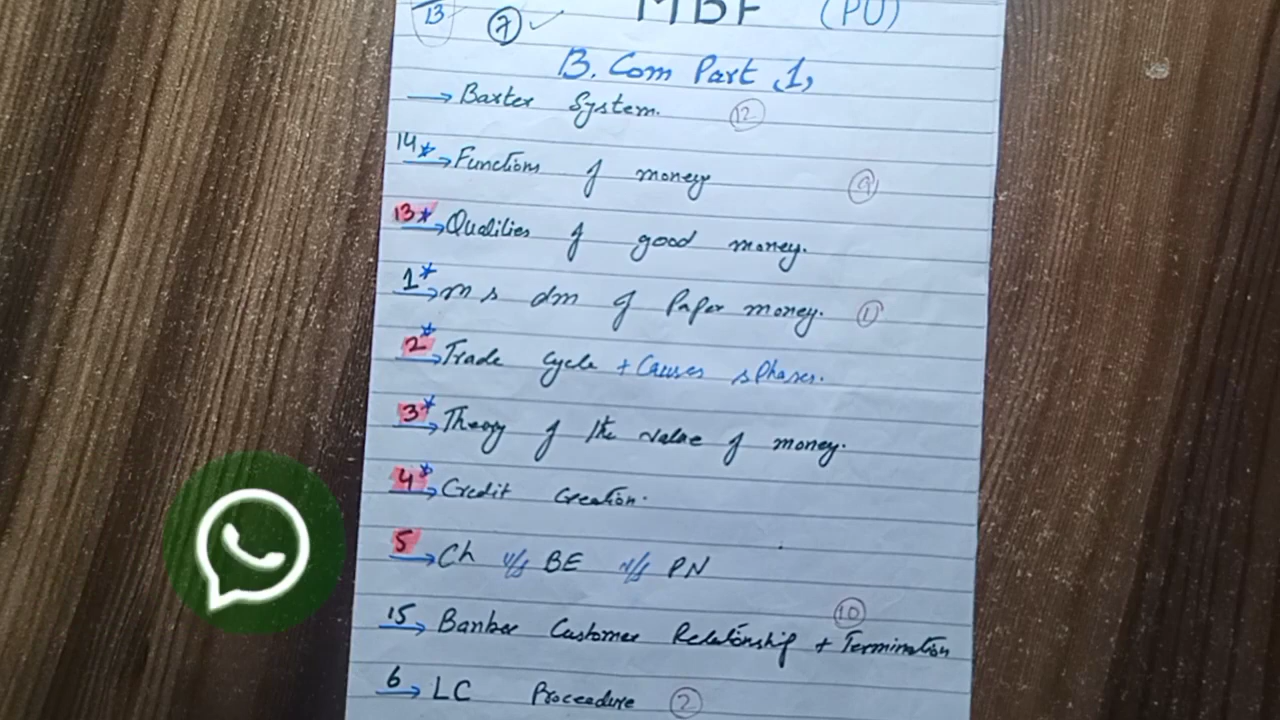 13 7 ✓ MBF (PU)
B. Com Part 1,
→ Barter System. 12
14* → Functions of money 9
13* → Qualities of good money.
1* → m s dm of Paper money. 11
2* → Trade Cycle + Causes s Phases.
3* → Theory of the value of money.
4* → Credit Creation.
5 → Ch v/s BE v/s PN
15 → Banker Customer Relationship + Termination 10
6 → LC Proceedure 2